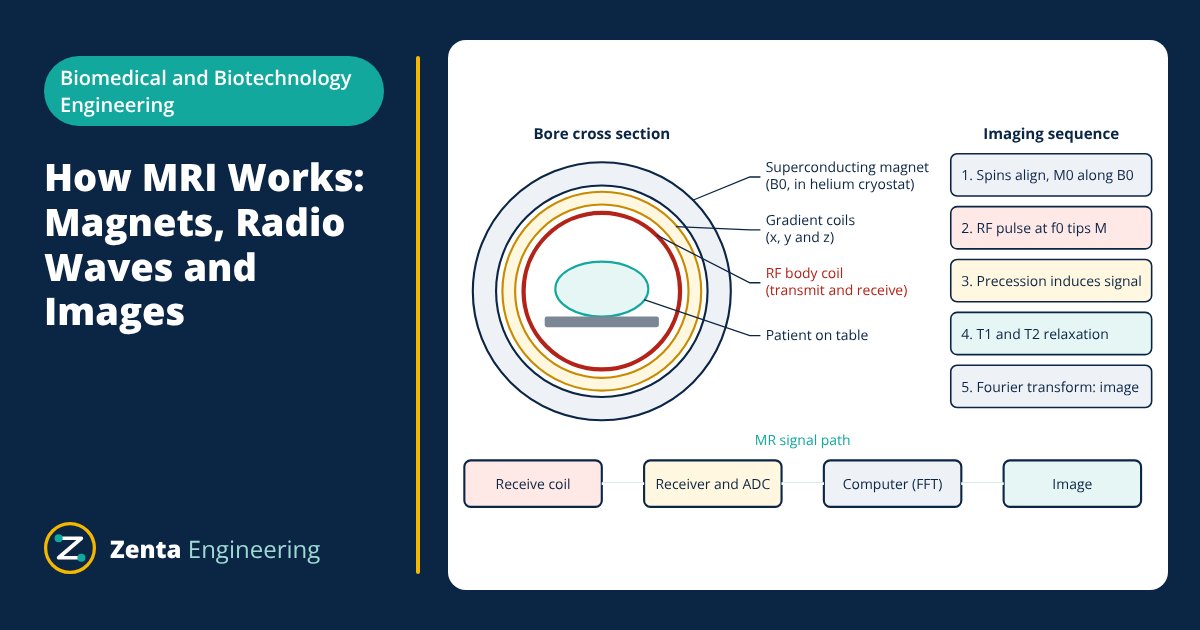 Biomedical and Biotechnology
Engineering
How MRI Works:
Magnets, Radio
Waves and
Images
Zenta Engineering
Bore cross section
Superconducting magnet
(B0, in helium cryostat)
Gradient coils
(x, y and z)
RF body coil
(transmit and receive)
Patient on table
Imaging sequence
1. Spins align, M0 along B0
2. RF pulse at f0 tips M
3. Precession induces signal
4. T1 and T2 relaxation
5. Fourier transform: image
MR signal path
Receive coil
Receiver and ADC
Computer (FFT)
Image